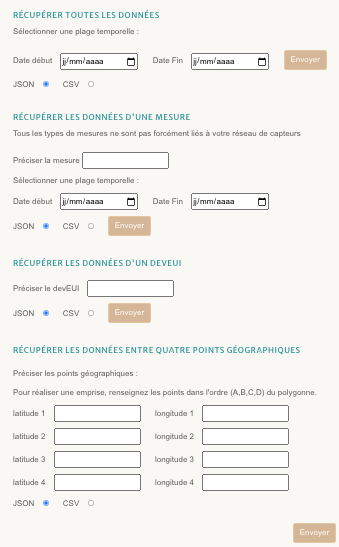 RÉCUPÉRER TOUTES LES DONNÉES
Sélectionner une plage temporelle :
Date début jj/mm/aaaa Date Fin jj/mm/aaaa Envoyer
JSON CSV
RÉCUPÉRER LES DONNÉES D'UNE MESURE
Tous les types de mesures ne sont pas forcément liés à votre réseau de capteurs
Préciser la mesure
Sélectionner une plage temporelle :
Date début jj/mm/aaaa Date Fin jj/mm/aaaa
JSON CSV Envoyer
RÉCUPÉRER LES DONNÉES D'UN DEVEUI
Préciser le devEUI
JSON CSV Envoyer
RÉCUPÉRER LES DONNÉES ENTRE QUATRE POINTS GÉOGRAPHIQUES
Préciser les points géographiques :
Pour réaliser une emprise, renseignez les points dans l'ordre (A,B,C,D) du polygonne.
latitude 1 longitude 1
latitude 2 longitude 2
latitude 3 longitude 3
latitude 4 longitude 4
JSON CSV
Envoyer